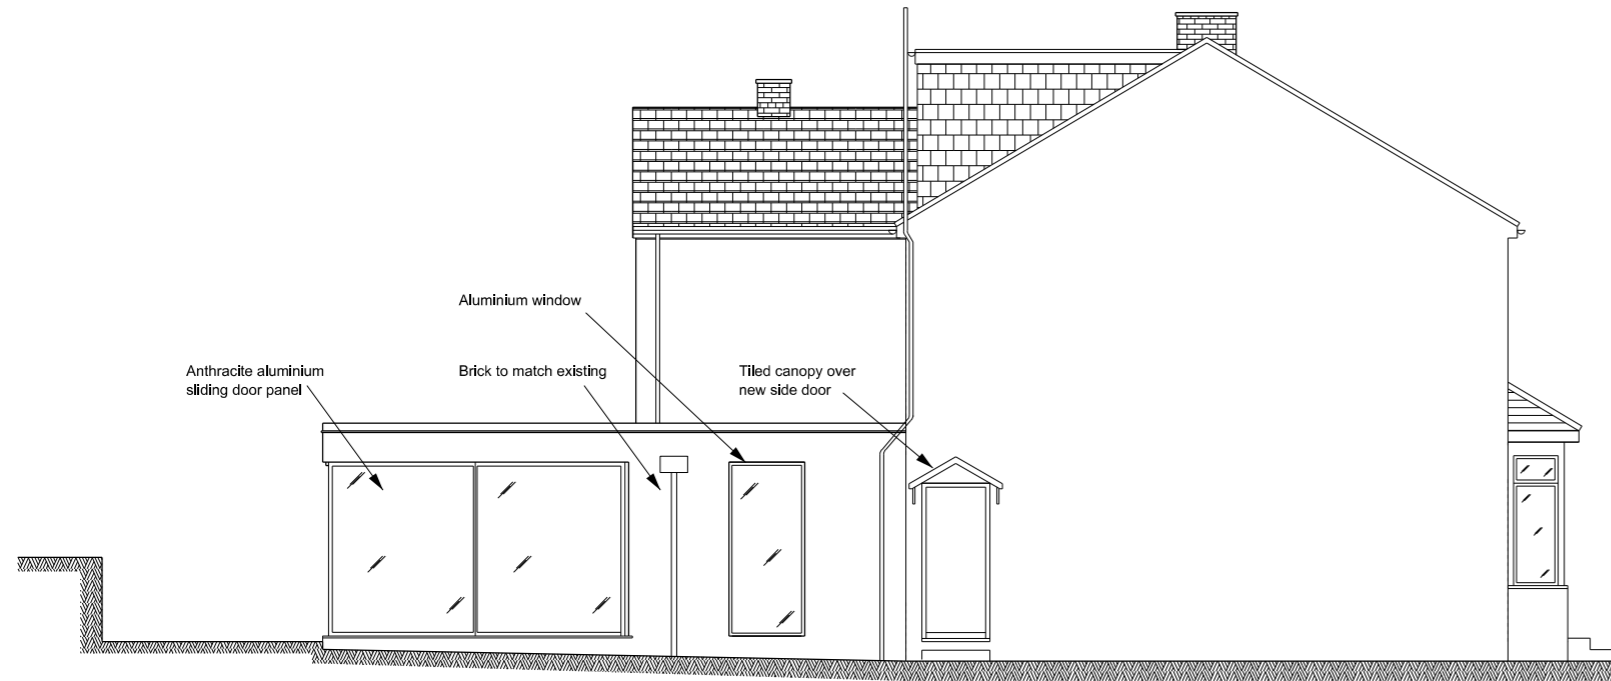 Aluminium window
Anthracite aluminium
sliding door panel
Brick to match existing
Tiled canopy over
new side door